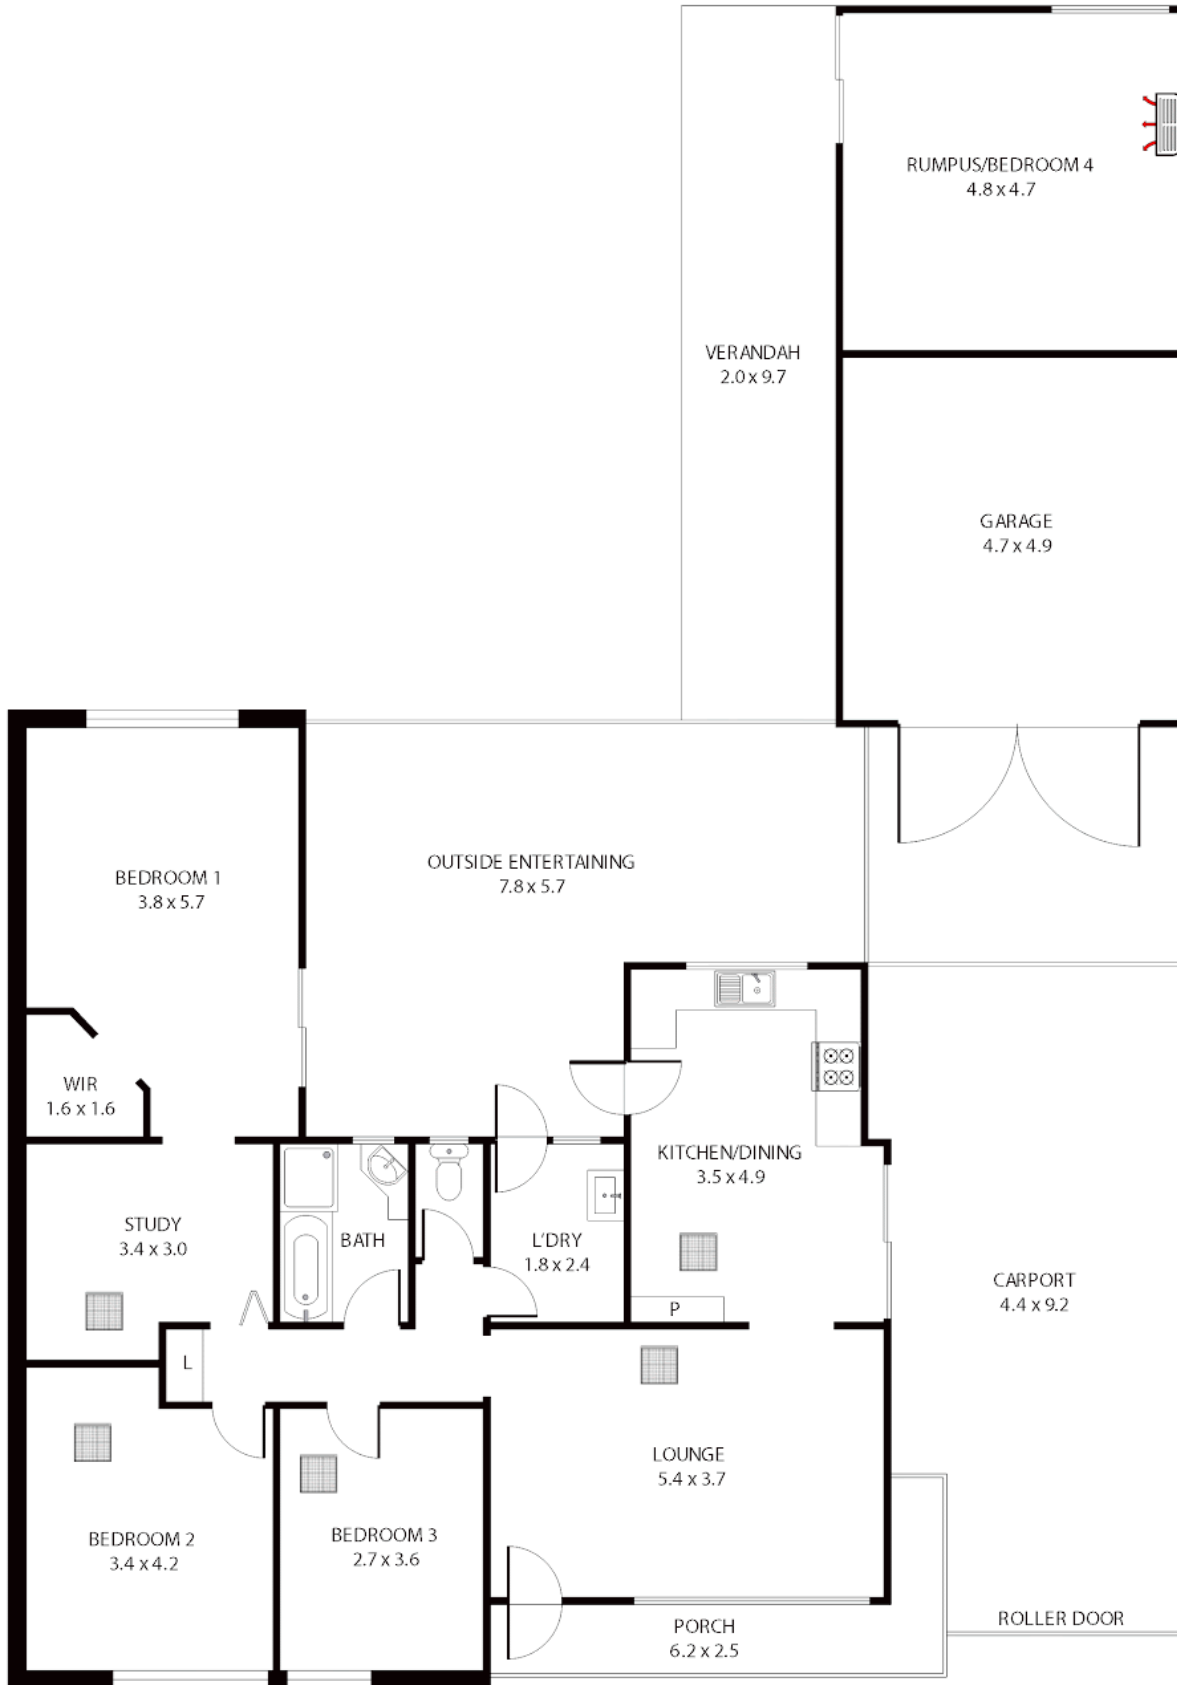 RUMPUS/BEDROOM 4
4.8 x 4.7
VERANDAH
2.0 x 9.7
GARAGE
4.7 x 4.9
OUTSIDE ENTERTAINING
7.8 x 5.7
BEDROOM 1
3.8 x 5.7
WIR
1.6 x 1.6
KITCHEN/DINING
3.5 x 4.9
STUDY
3.4 x 3.0
BATH
L'DRY
1.8 x 2.4
CARPORT
4.4 x 9.2
P
L
LOUNGE
5.4 x 3.7
BEDROOM 2
3.4 x 4.2
BEDROOM 3
2.7 x 3.6
PORCH
6.2 x 2.5
ROLLER DOOR